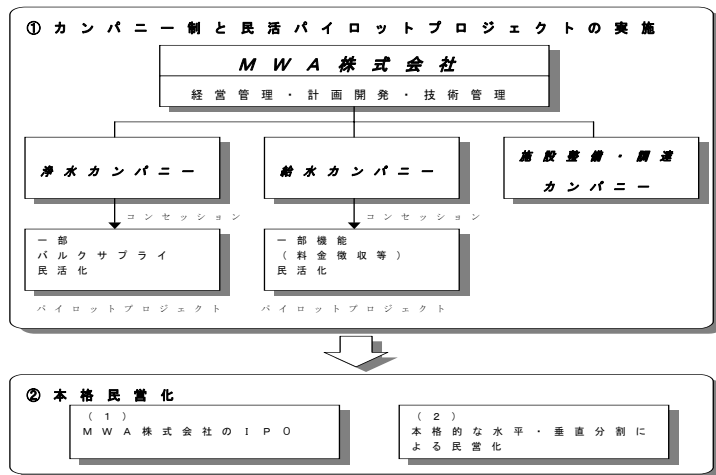 ① カンパニー制と民活パイロットプロジェクトの実施
MWA株式会社
経営管理・計画開発・技術管理
浄水カンパニー
給水カンパニー
施設整備・調達
カンパニー
コンセッション
コンセッション
一部
バルクサプライ
民活化
一部機能
(料金徴収等)
民活化
パイロットプロジェクト
パイロットプロジェクト
② 本格民営化
(1)
MWA株式会社のIPO
(2)
本格的な水平・垂直分割に
よる民営化